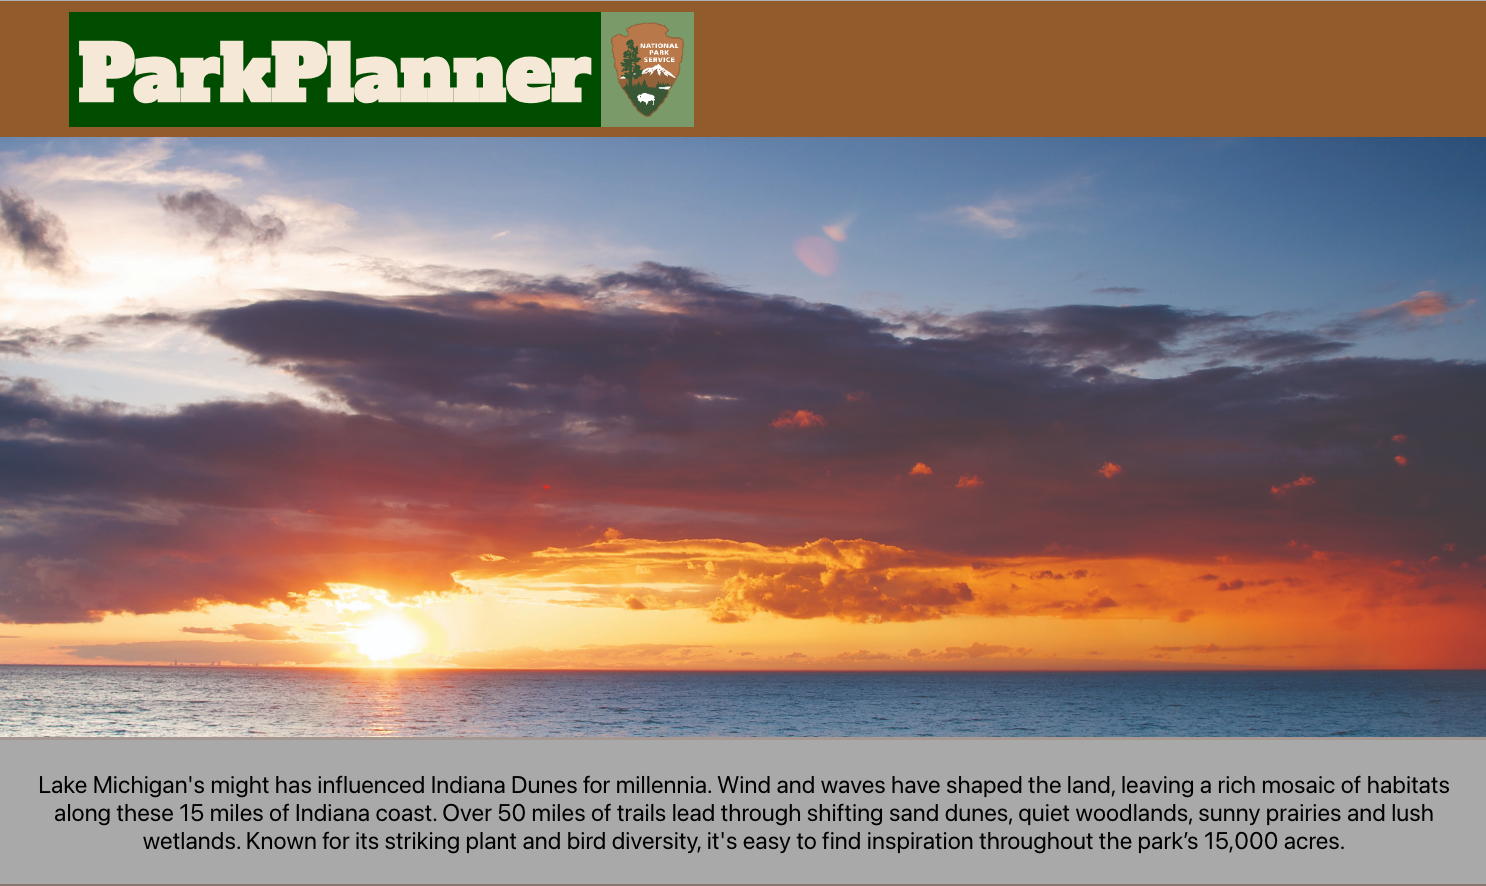 ParkPlanner
NATIONAL
PARK
SERVICE
Lake Michigan's might has influenced Indiana Dunes for millennia. Wind and waves have shaped the land, leaving a rich mosaic of habitats
along these 15 miles of Indiana coast. Over 50 miles of trails lead through shifting sand dunes, quiet woodlands, sunny prairies and lush
wetlands. Known for its striking plant and bird diversity, it's easy to find inspiration throughout the park’s 15,000 acres.